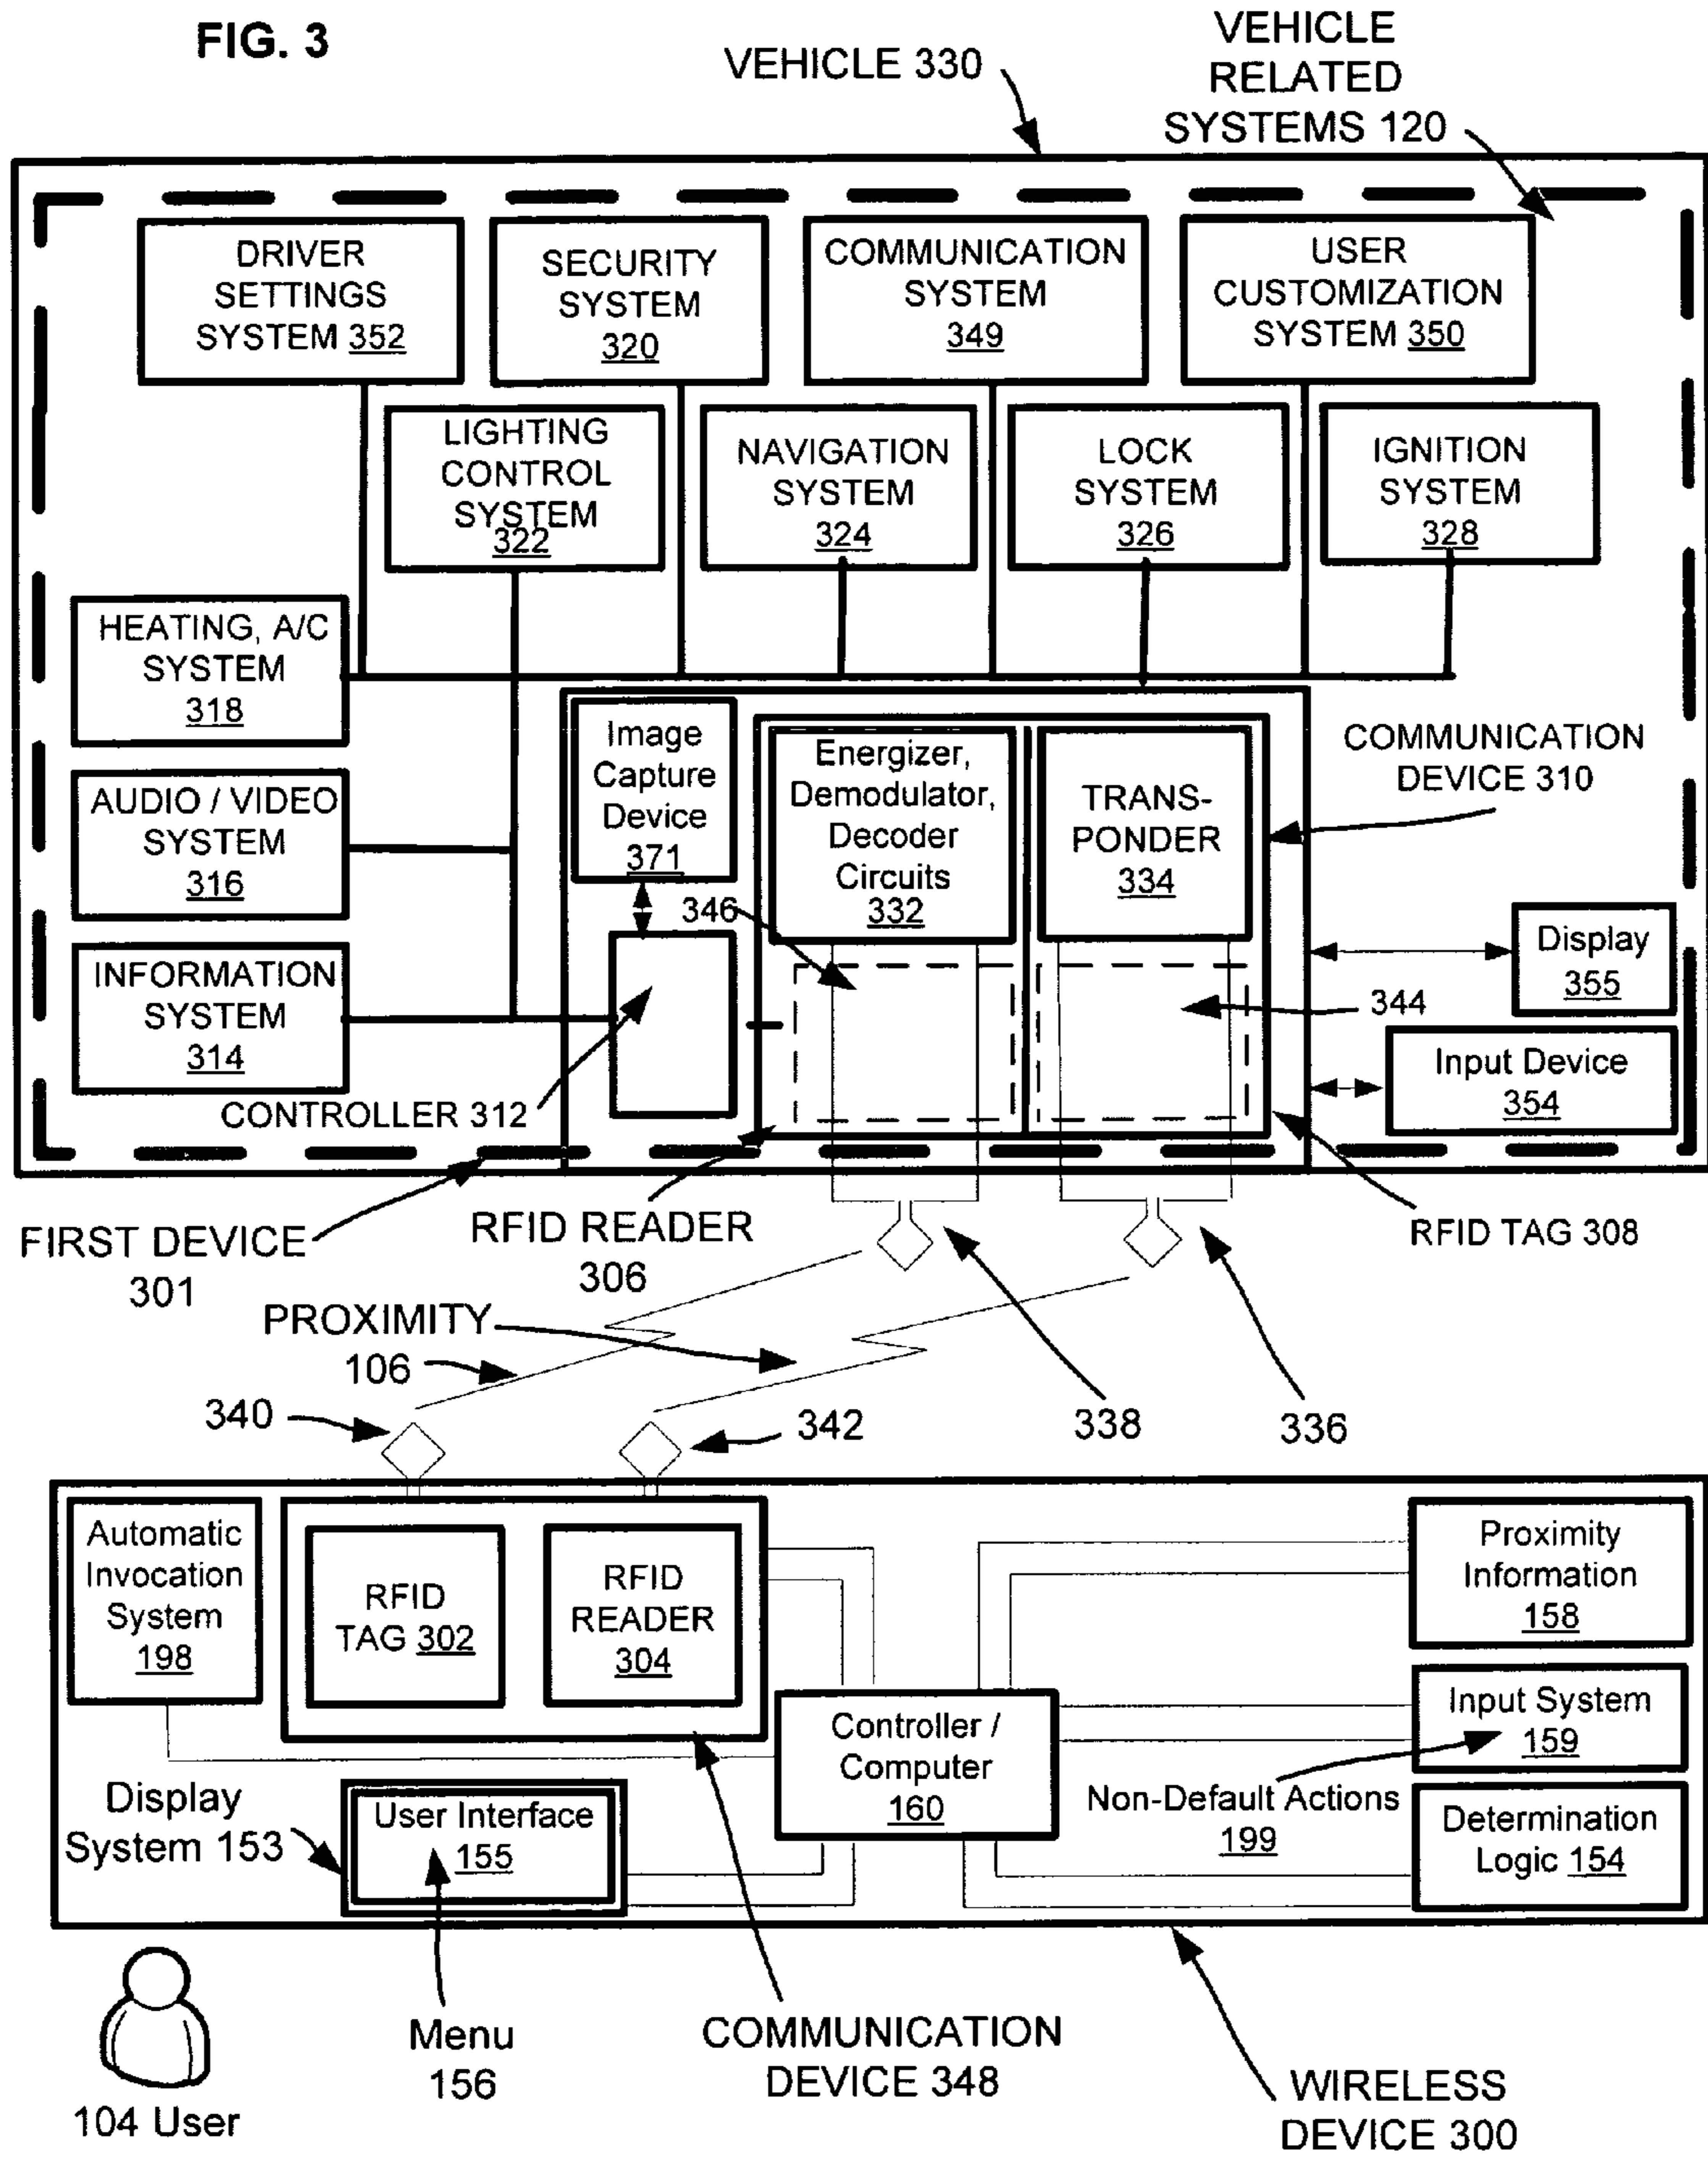 FIG. 3
VEHICLE 330
VEHICLE
RELATED
SYSTEMS 120
DRIVER
SETTINGS
SYSTEM 352
SECURITY
SYSTEM
320
COMMUNICATION
SYSTEM
349
USER
CUSTOMIZATION
SYSTEM 350
LIGHTING
CONTROL
SYSTEM
322
NAVIGATION
SYSTEM
324
LOCK
SYSTEM
326
IGNITION
SYSTEM
328
HEATING, A/C
SYSTEM
318
AUDIO / VIDEO
SYSTEM
316
INFORMATION
SYSTEM
314
Image
Capture
Device
371
Energizer,
Demodulator,
Decoder
Circuits
332
TRANS-
PONDER
334
COMMUNICATION
DEVICE 310
346
344
Display
355
Input Device
354
CONTROLLER 312
FIRST DEVICE
301
RFID READER
306
RFID TAG 308
PROXIMITY
106
340
342
338
336
Automatic
Invocation
System
198
RFID
TAG 302
RFID
READER
304
Proximity
Information
158
Controller /
Computer
160
Input System
159
Non-Default Actions
199
Determination
Logic 154
Display
System 153
User Interface
155
Menu
156
COMMUNICATION
DEVICE 348
104 User
WIRELESS
DEVICE 300